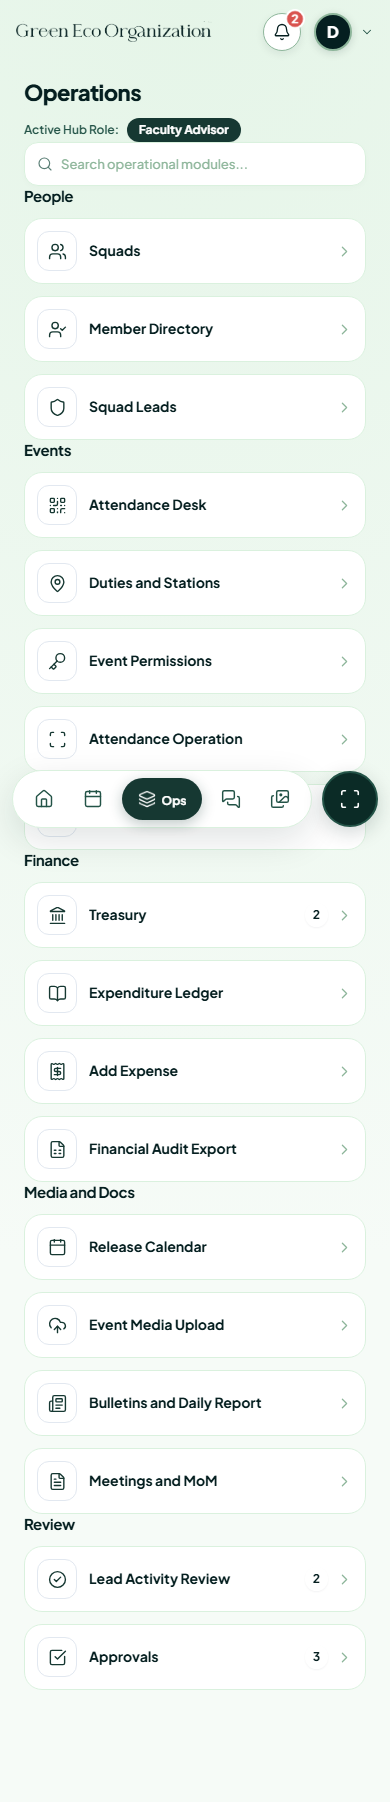 Green Eco Organization
2
D
Operations
Active Hub Role: Faculty Advisor
Search operational modules...
People
Squads
Member Directory
Squad Leads
Events
Attendance Desk
Duties and Stations
Event Permissions
Attendance Operation
Ops
Finance
Treasury 2
Expenditure Ledger
Add Expense
Financial Audit Export
Media and Docs
Release Calendar
Event Media Upload
Bulletins and Daily Report
Meetings and MoM
Review
Lead Activity Review 2
Approvals 3